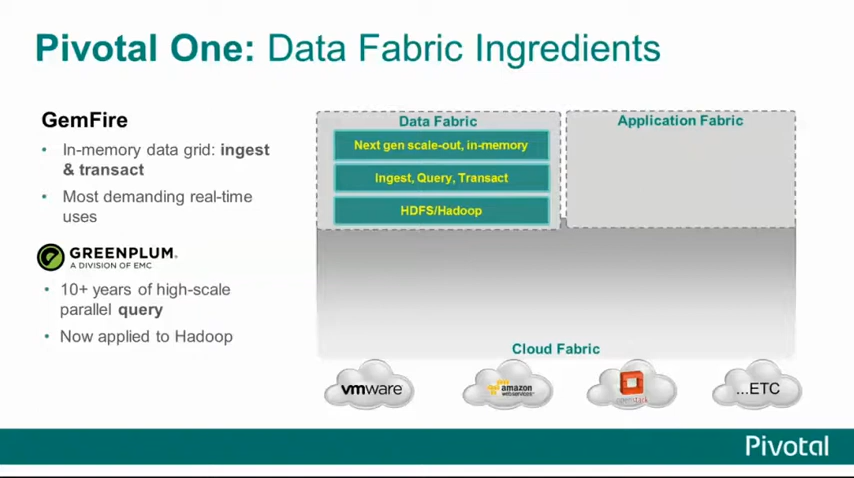 Pivotal One: Data Fabric Ingredients
GemFire
• In-memory data grid: ingest
& transact
• Most demanding real-time
uses
GREENPLUM.
A DIVISION OF EMC
• 10+ years of high-scale
parallel query
• Now applied to Hadoop
Data Fabric
Next gen scale-out, in-memory
Ingest, Query, Transact
HDFS/Hadoop
Application Fabric
Cloud Fabric
vmware
amazon
webservices
openstack
...ETC
Pivotal